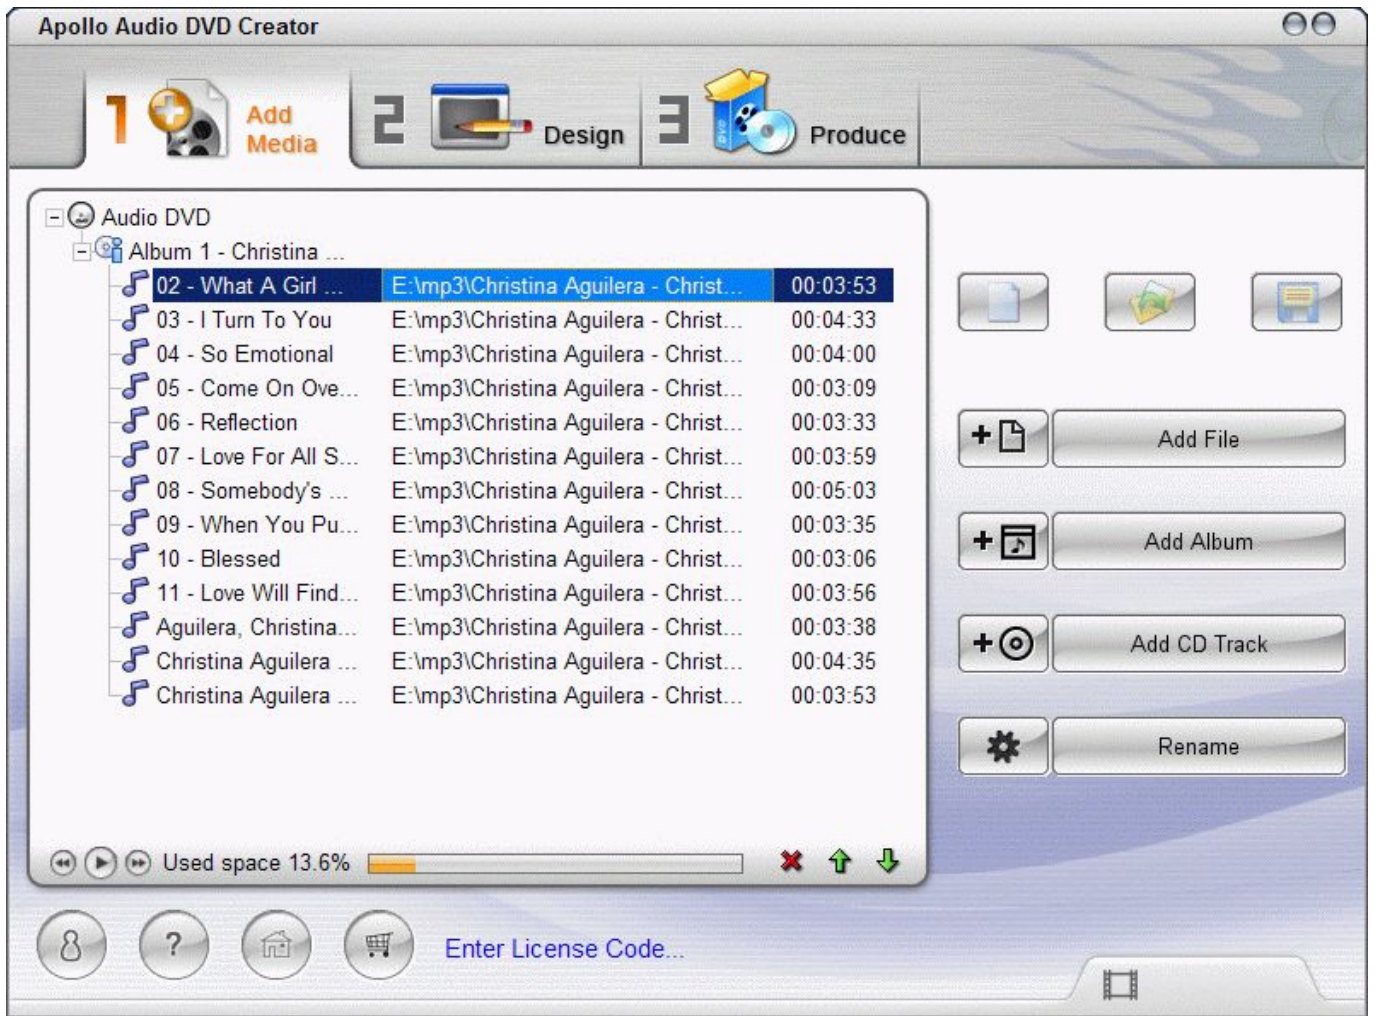 Apollo Audio DVD Creator
1 Add Media
2 Design
3 Produce
Audio DVD
Album 1 - Christina ...
02 - What A Girl ... E:\mp3\Christina Aguilera - Christ... 00:03:53
03 - I Turn To You E:\mp3\Christina Aguilera - Christ... 00:04:33
04 - So Emotional E:\mp3\Christina Aguilera - Christ... 00:04:00
05 - Come On Ove... E:\mp3\Christina Aguilera - Christ... 00:03:09
06 - Reflection E:\mp3\Christina Aguilera - Christ... 00:03:33
07 - Love For All S... E:\mp3\Christina Aguilera - Christ... 00:03:59
08 - Somebody's ... E:\mp3\Christina Aguilera - Christ... 00:05:03
09 - When You Pu... E:\mp3\Christina Aguilera - Christ... 00:03:35
10 - Blessed E:\mp3\Christina Aguilera - Christ... 00:03:06
11 - Love Will Find... E:\mp3\Christina Aguilera - Christ... 00:03:56
Aguilera, Christina... E:\mp3\Christina Aguilera - Christ... 00:03:38
Christina Aguilera ... E:\mp3\Christina Aguilera - Christ... 00:04:35
Christina Aguilera ... E:\mp3\Christina Aguilera - Christ... 00:03:53
Used space 13.6%
Add File
Add Album
Add CD Track
Rename
Enter License Code...